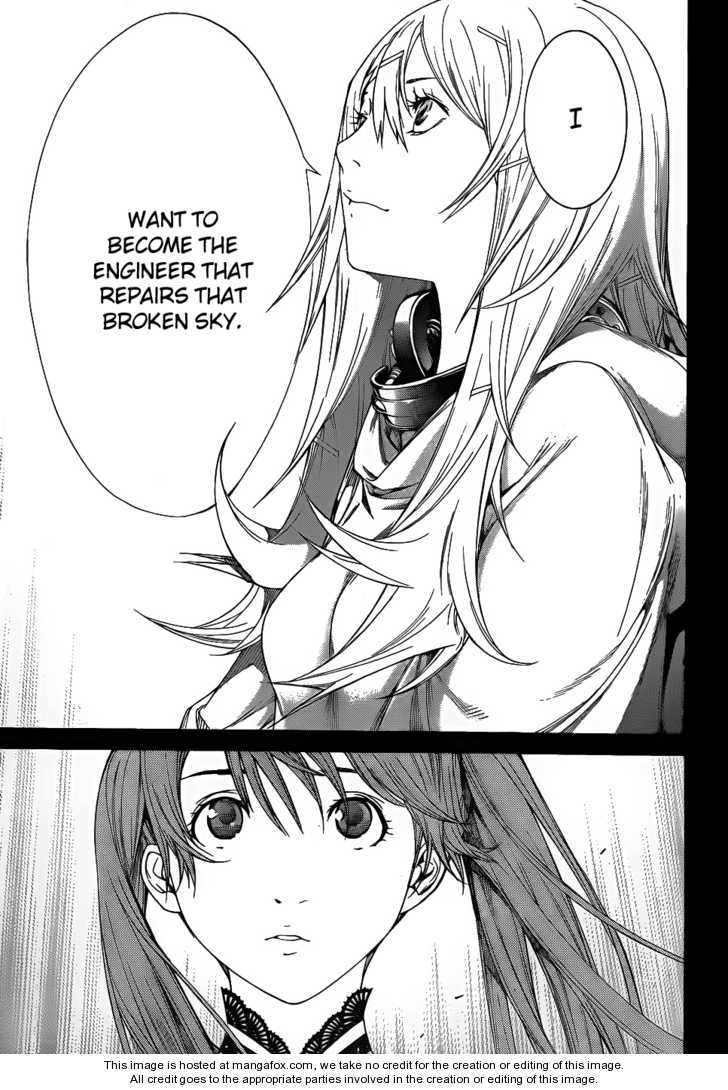 I
WANT TO
BECOME THE
ENGINEER THAT
REPAIRS THAT
BROKEN SKY.
This image is hosted at mangafox.com, we take no credit for the creation or editing of this image.
All credit goes to the appropriate parties involved in the creation and editing of this image.